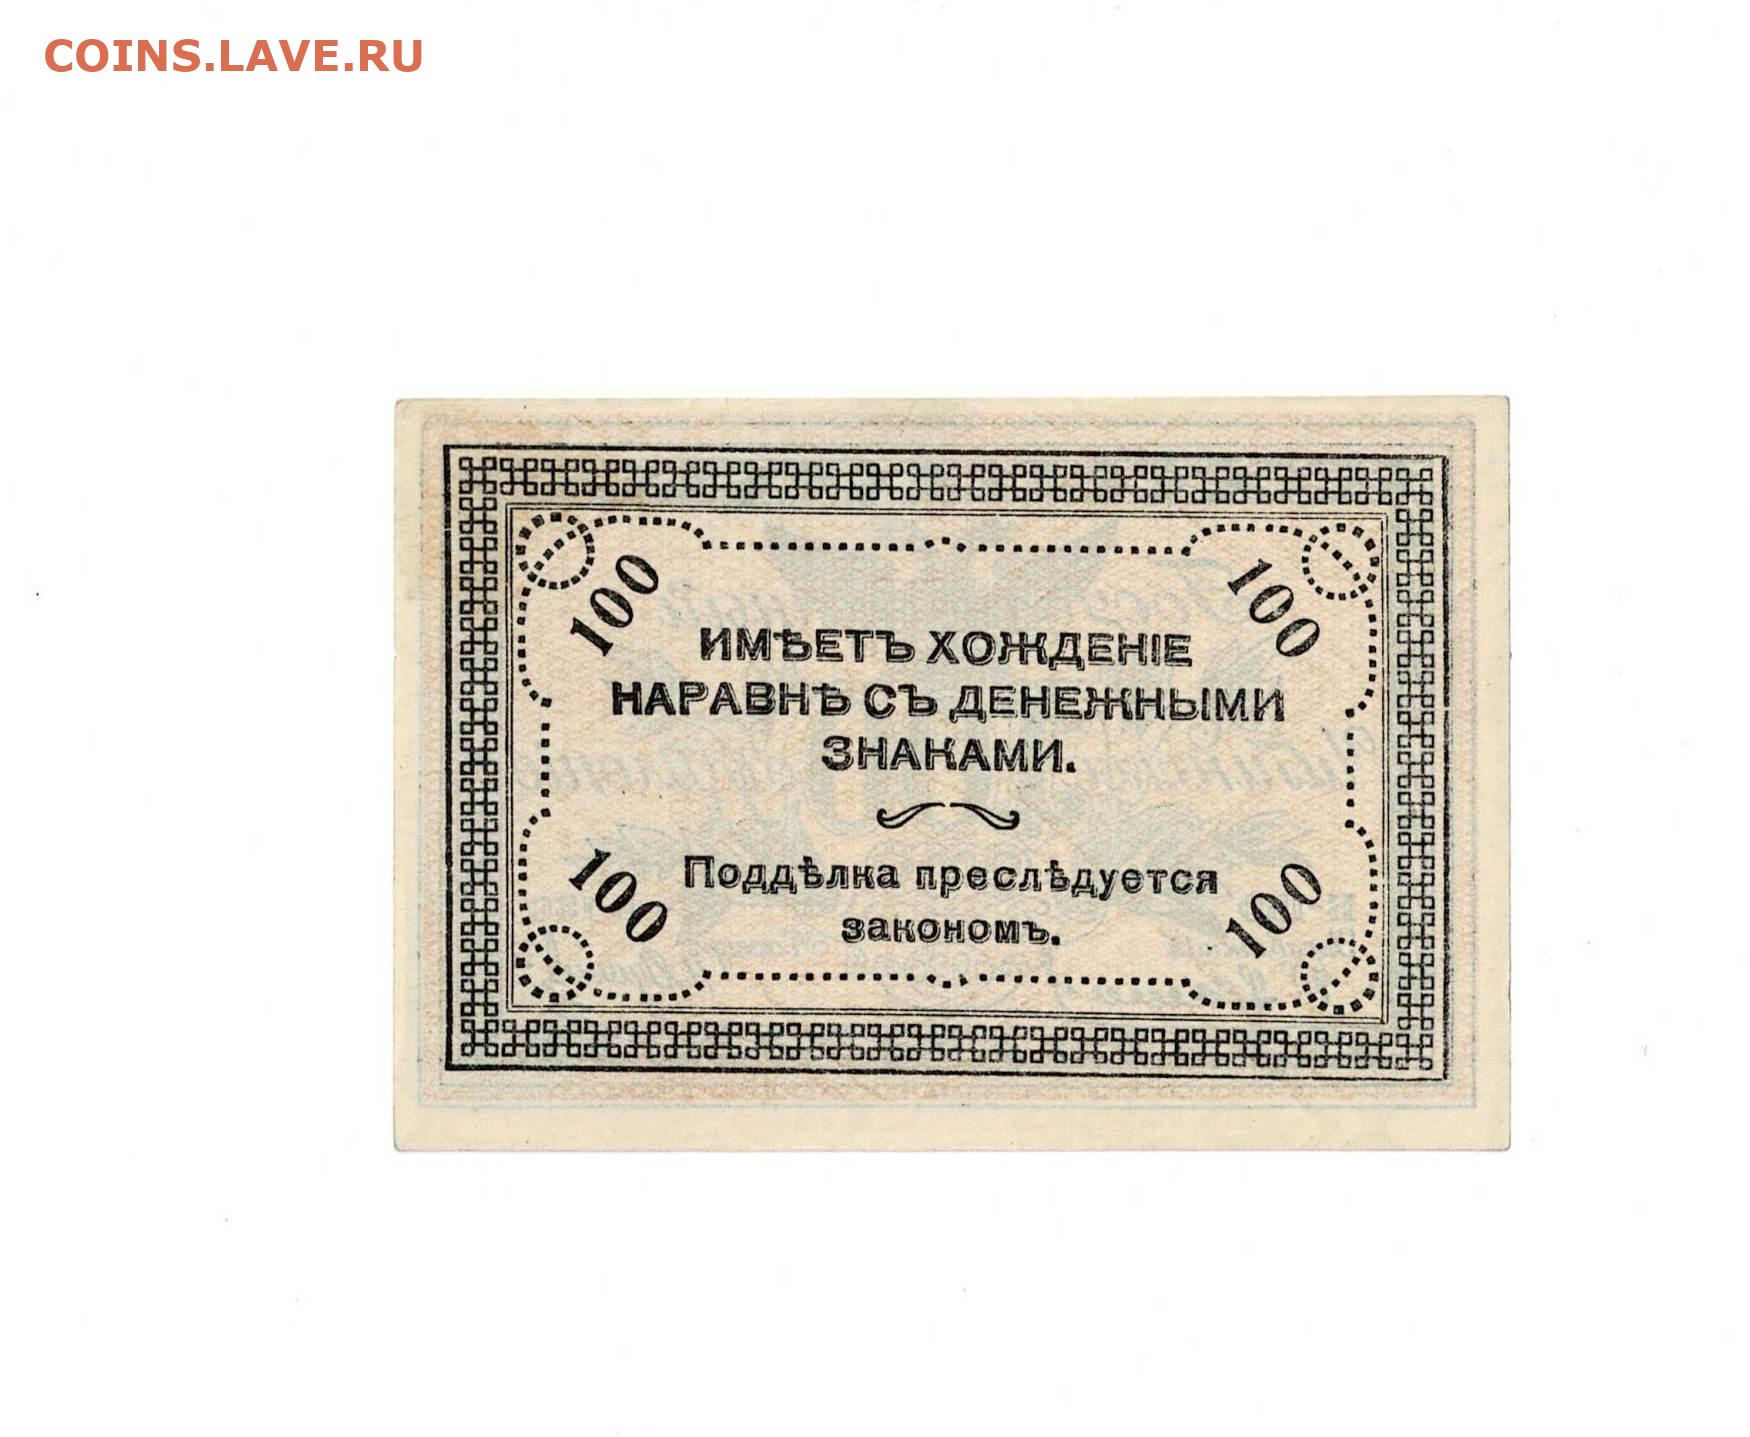 COINS.LAVE.RU
100 100
ИМѢЕТЪ ХОЖДЕНІЕ
НАРАВНѢ СЪ ДЕНЕЖНЫМИ
ЗНАКАМИ.
Поддѣлка преслѣдуется
закономъ.
100 100